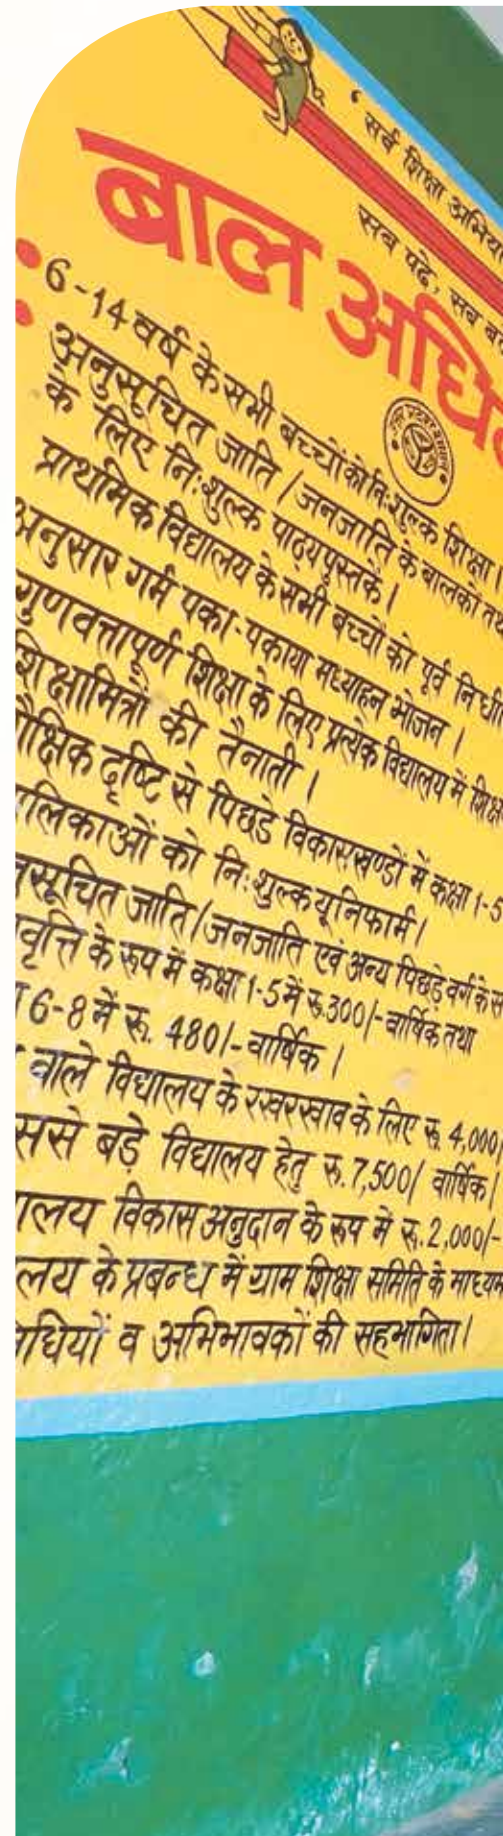 'सर्व शिक्षा अभिया
सब पढे, सब ब
बाल अधि
6-14 वर्ष के सभी बच्चों को निःशुल्क शिक्षा।
अनुसूचित जाति/जनजाति के बालकों तथ
के लिए निःशुल्क पाठ्यपुस्तकें।
प्राथमिक विद्यालय के सभी बच्चों को पूर्व निर्धा
अनुसार गर्म पका-पकाया मध्याहन भोजन।
गुणवत्तापूर्ण शिक्षा के लिए प्रत्येक विद्यालय में शिक्ष
शिक्षामित्रों की तैनाती।
क्षिक दृष्टि से पिछडे विकासखण्डों में कक्षा 1-5
लिकाओं को निःशुल्क यूनिफार्म।
सूचित जाति/जनजाति एवं अन्य पिछड़े वर्ग के स
वृत्ति के रूप में कक्षा 1-5 में रू.300/-वार्षिक तथा
6-8 में रू. 480/-वार्षिक।
वाले विद्यालय के रखरखाव के लिए रू 4,000/
ससे बड़े विद्यालय हेतु रू.7,500/ वार्षिक।
ालय विकास अनुदान के रूप में रू.2,000/-
लय के प्रबन्ध में ग्राम शिक्षा समिति के माध्यम
धियों व अभिभावकों की सहभागिता।